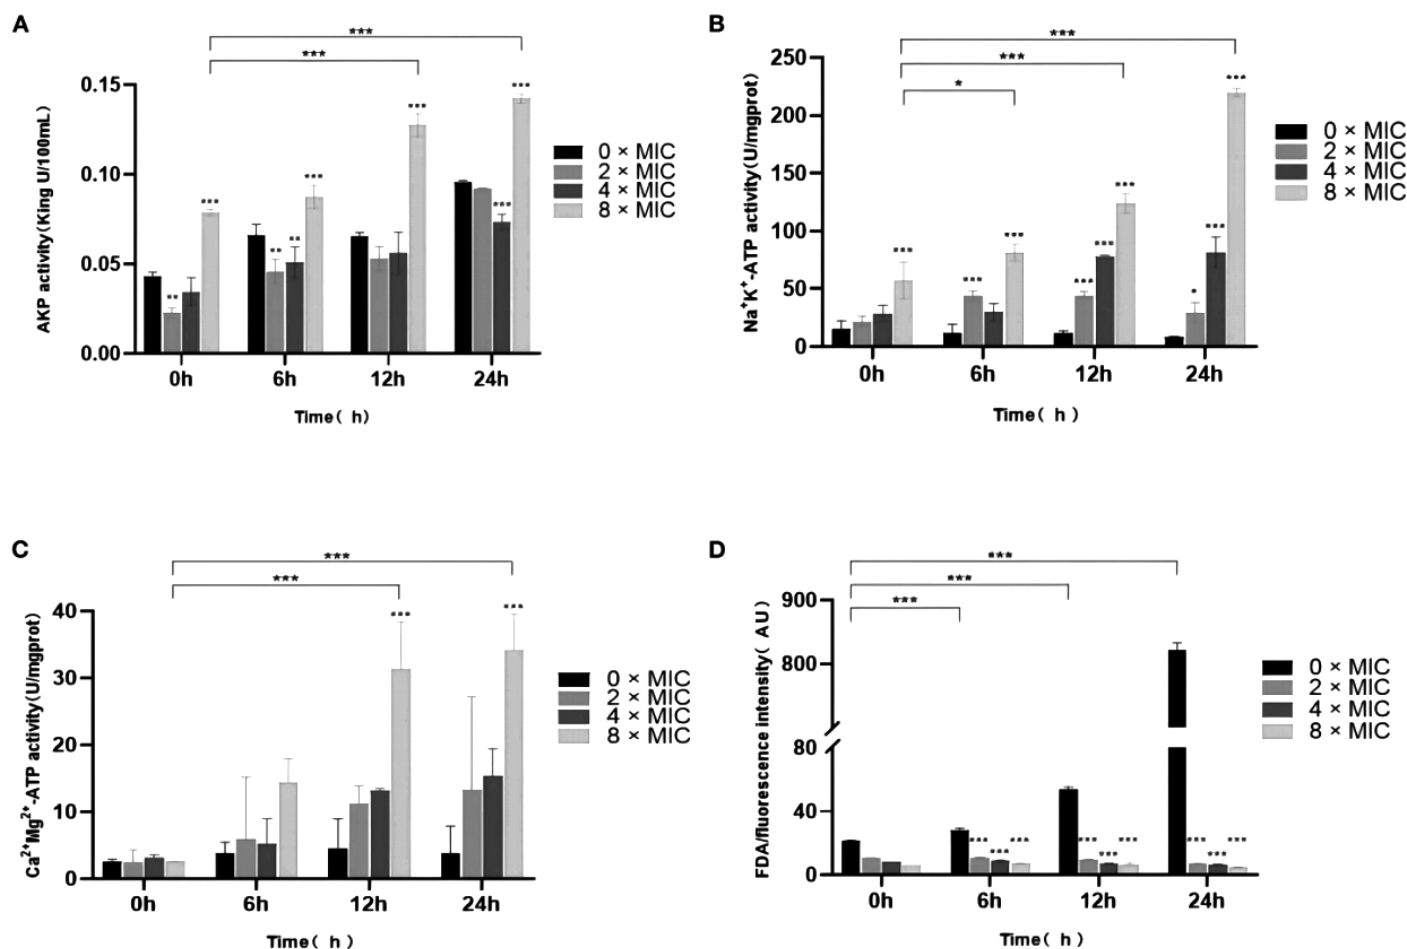 A
***
***
AKP activity(King U/100mL)
0.15
0.10
0.05
0.00
***
**
**
**
***
***
***
***
0h
6h
12h
24h
Time( h)
0 × MIC
2 × MIC
4 × MIC
8 × MIC
B
***
***
*
Na⁺K⁺-ATP activity(U/mgprot)
250
200
150
100
50
0
***
***
***
***
***
***
*
***
***
0h
6h
12h
24h
Time( h)
0 × MIC
2 × MIC
4 × MIC
8 × MIC
C
***
***
Ca²⁺Mg²⁺-ATP activity(U/mgprot)
40
30
20
10
0
***
***
0h
6h
12h
24h
Time( h)
0 × MIC
2 × MIC
4 × MIC
8 × MIC
D
***
***
***
FDA/fluorescence intensity( AU)
900
800
80
40
0
***
***
***
***
***
***
***
***
***
0h
6h
12h
24h
Time( h)
0 × MIC
2 × MIC
4 × MIC
8 × MIC